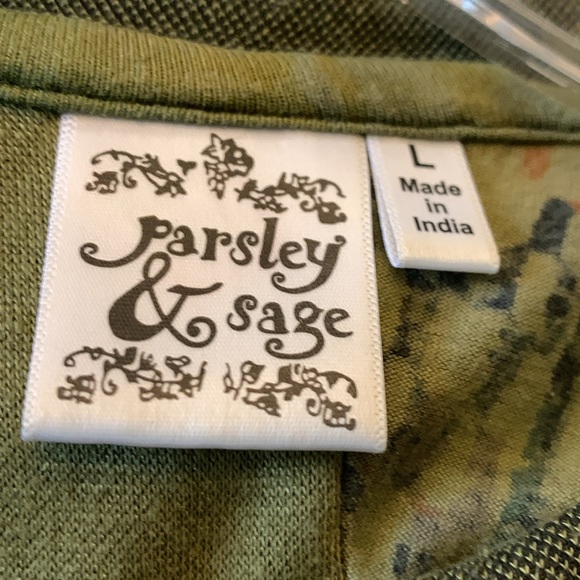 parsley
& sage
L
Made
in
India